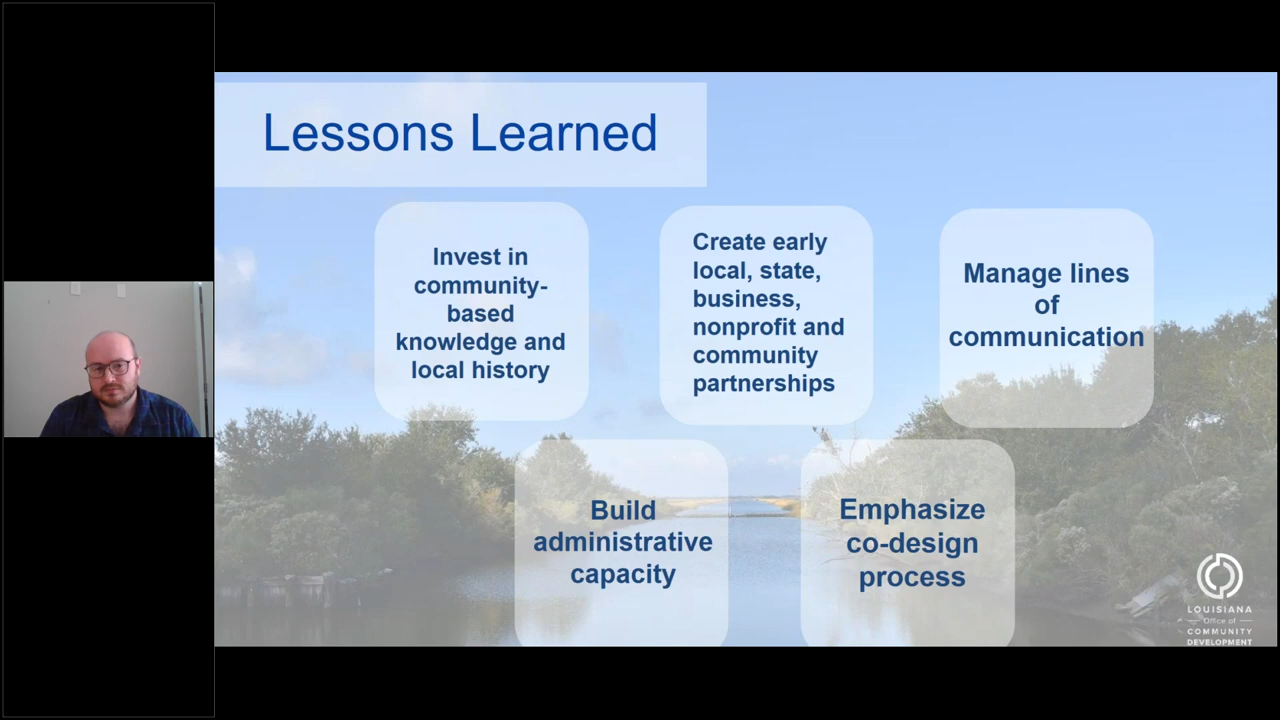 Lessons Learned
Invest in
community-
based
knowledge and
local history
Create early
local, state,
business,
nonprofit and
community
partnerships
Manage lines
of
communication
Build
administrative
capacity
Emphasize
co-design
process
LOUISIANA
Office of
COMMUNITY
DEVELOPMENT